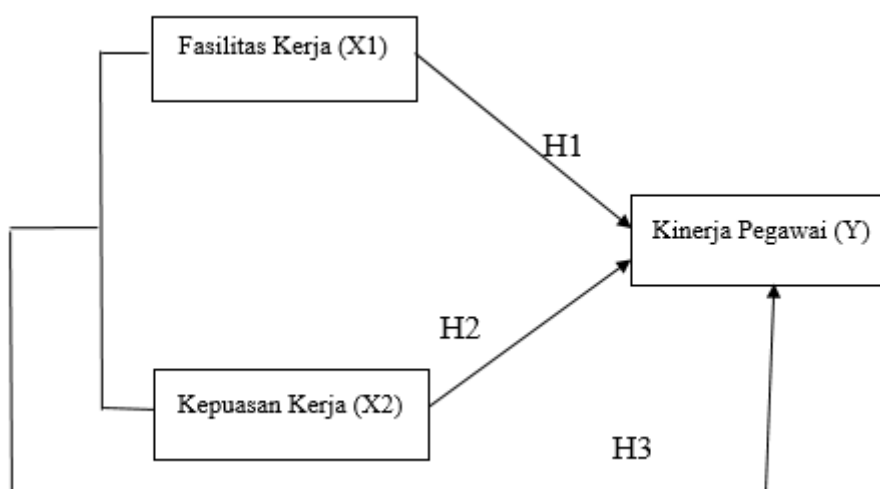 Fasilitas Kerja (X1)
H1
Kinerja Pegawai (Y)
H2
Kepuasan Kerja (X2)
H3